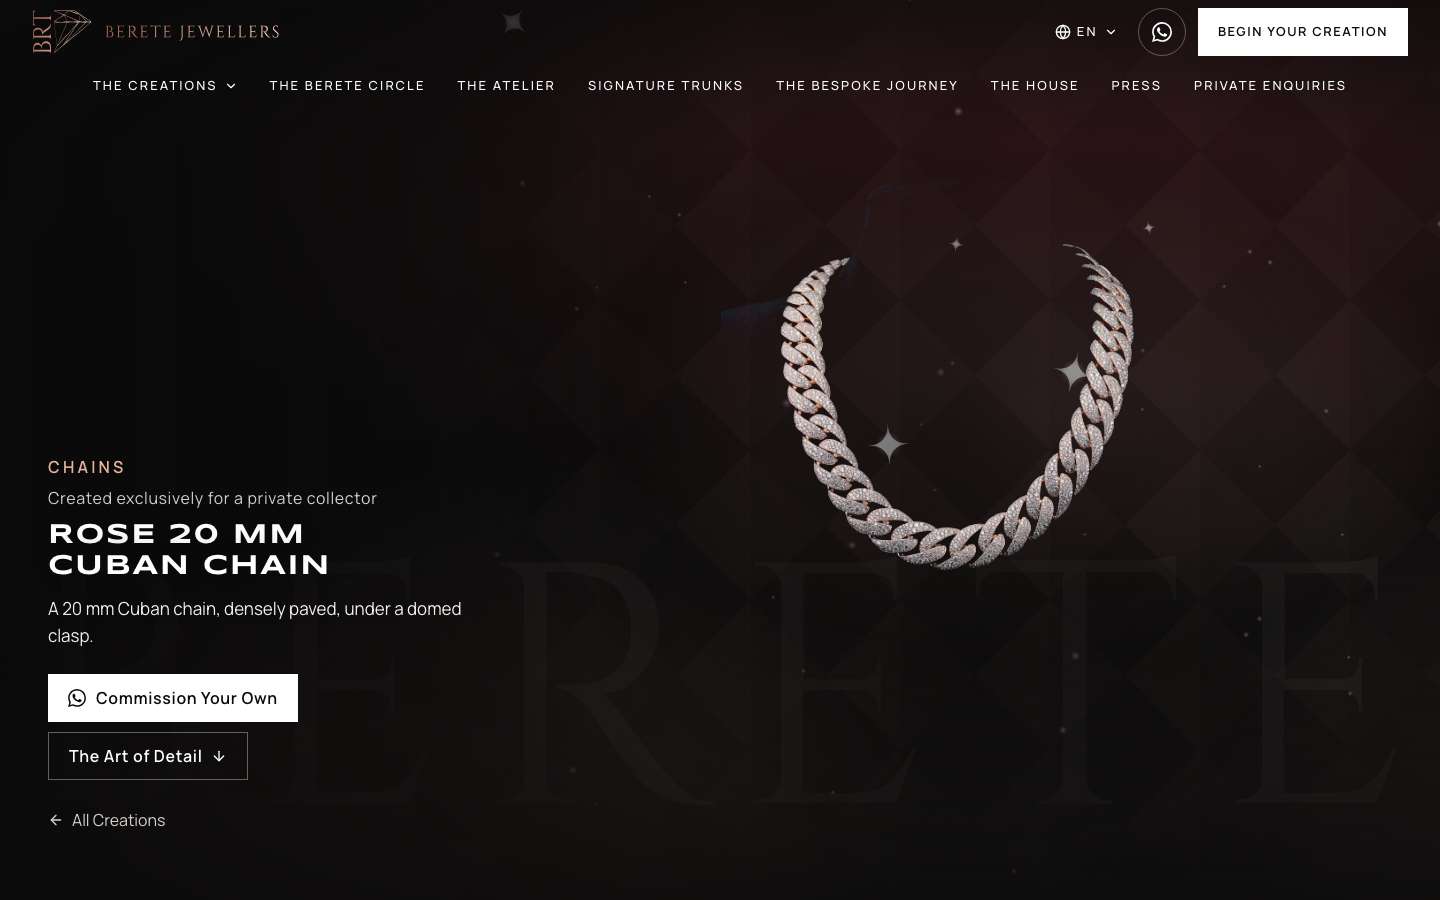 BRT
BERETE JEWELLERS
EN
BEGIN YOUR CREATION
THE CREATIONS
THE BERETE CIRCLE
THE ATELIER
SIGNATURE TRUNKS
THE BESPOKE JOURNEY
THE HOUSE
PRESS
PRIVATE ENQUIRIES
CHAINS
Created exclusively for a private collector
ROSE 20 MM
CUBAN CHAIN
A 20 mm Cuban chain, densely paved, under a domed
clasp.
Commission Your Own
The Art of Detail
All Creations
BERETE